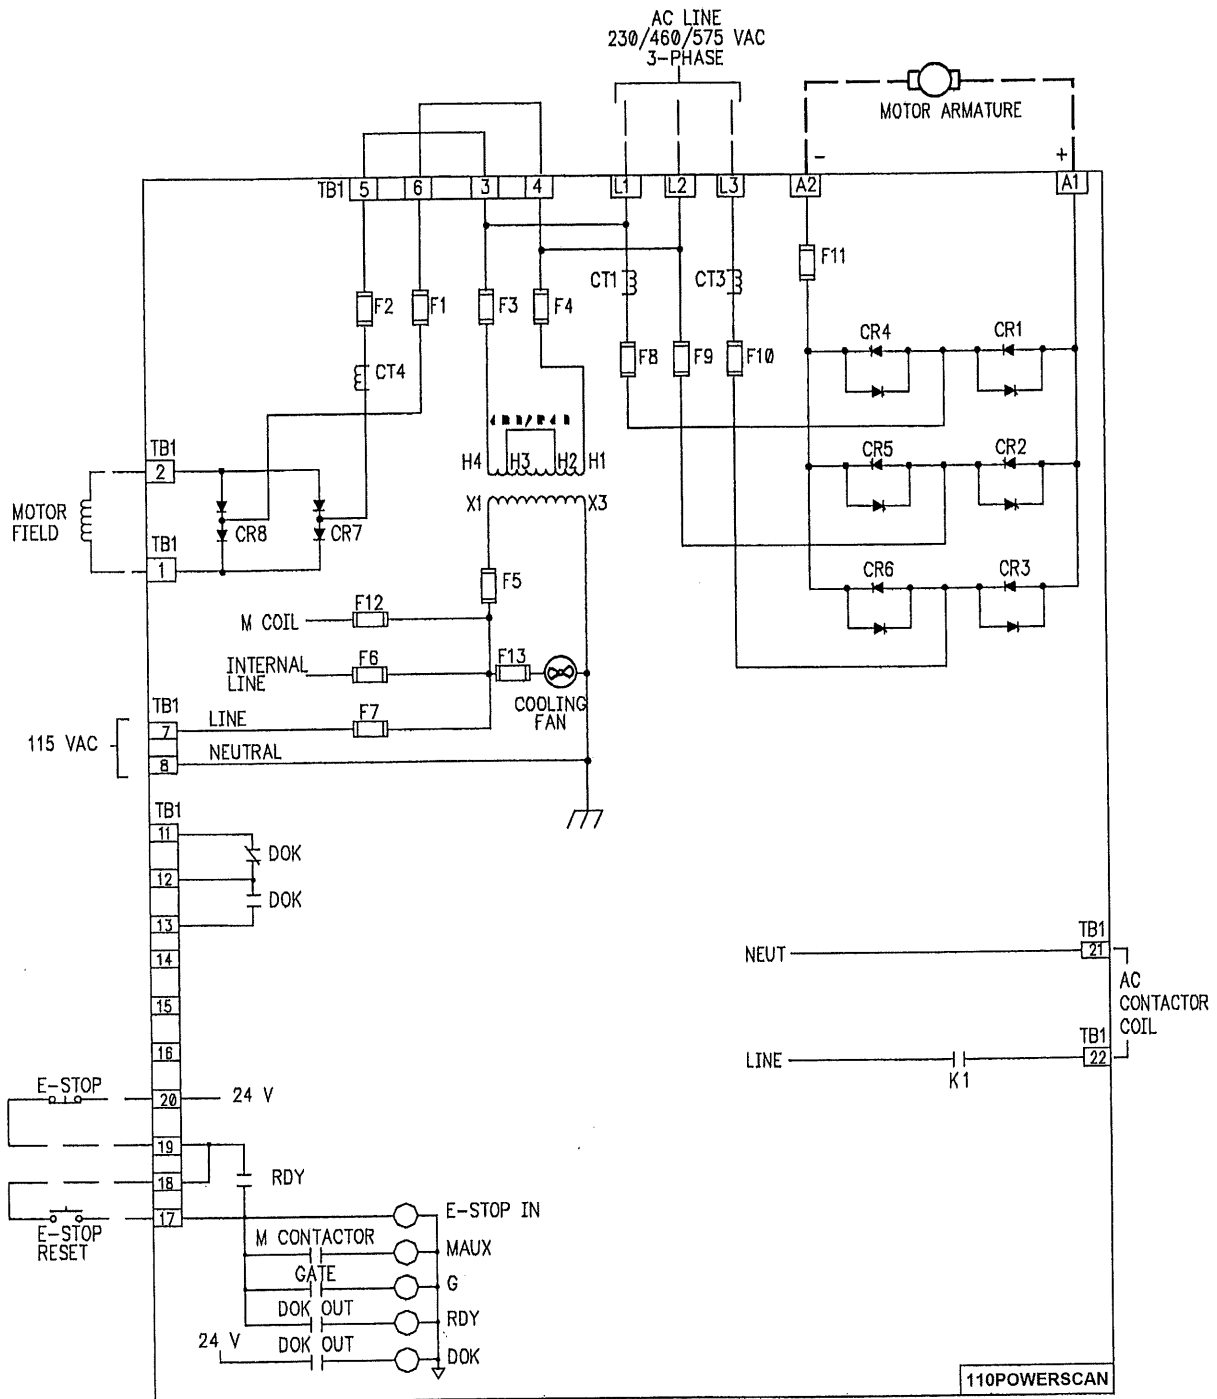 AC LINE
230/460/575 VAC
3-PHASE
MOTOR ARMATURE
- +
TB1 5 6 3 4 L1 L2 L3 A2 A1
F11
CT1 CT3
F2 F1 F3 F4
CR4 CR1
F8 F9 F10
CT4
TB1
2
H4 H3 H2 H1
CR5 CR2
X1 X3
MOTOR
FIELD
CR8 CR7
TB1
1
F5
CR6 CR3
F12
M COIL
INTERNAL
LINE
F6
F13
COOLING
FAN
TB1
7
LINE
F7
115 VAC
8
NEUTRAL
TB1
11
DOK
12
DOK
13
14
15
16
NEUT
TB1
21
AC
CONTACTOR
COIL
LINE
K1
TB1
22
E-STOP
20
24 V
19
18
RDY
17
E-STOP
RESET
E-STOP IN
M CONTACTOR
MAUX
GATE
G
DOK OUT
RDY
24 V
DOK OUT
DOK
110POWERSCAN